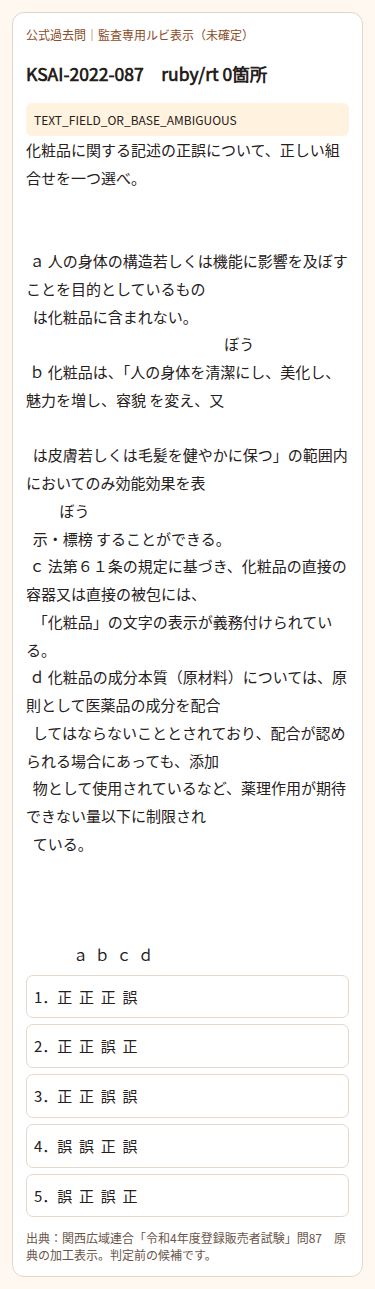 公式過去問｜監査専用ルビ表示（未確定）
KSAI-2022-087　ruby/rt 0箇所
TEXT_FIELD_OR_BASE_AMBIGUOUS
化粧品に関する記述の正誤について、正しい組
合せを一つ選べ。
ａ 人の身体の構造若しくは機能に影響を及ぼす
ことを目的としているもの
は化粧品に含まれない。
ぼう
ｂ 化粧品は、「人の身体を清潔にし、美化し、
魅力を増し、容貌 を変え、又
は皮膚若しくは毛髪を健やかに保つ」の範囲内
においてのみ効能効果を表
ぼう
示・標榜 することができる。
ｃ 法第６１条の規定に基づき、化粧品の直接の
容器又は直接の被包には、
「化粧品」の文字の表示が義務付けられてい
る。
ｄ 化粧品の成分本質（原材料）については、原
則として医薬品の成分を配合
してはならないこととされており、配合が認め
られる場合にあっても、添加
物として使用されているなど、薬理作用が期待
できない量以下に制限され
ている。
ａ ｂ ｃ ｄ
1．正 正 正 誤
2．正 正 誤 正
3．正 正 誤 誤
4．誤 誤 正 誤
5．誤 正 誤 正
出典：関西広域連合「令和4年度登録販売者試験」問87　原
典の加工表示。判定前の候補です。